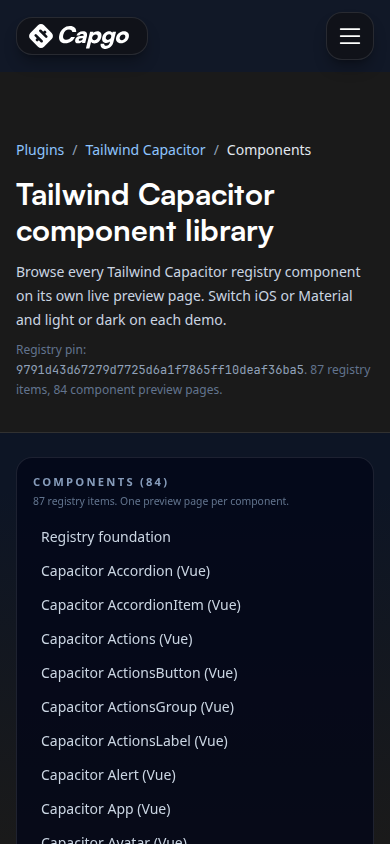 Capgo
Plugins / Tailwind Capacitor / Components
Tailwind Capacitor
component library
Browse every Tailwind Capacitor registry component
on its own live preview page. Switch iOS or Material
and light or dark on each demo.
Registry pin:
9791d43d67279d7725d6a1f7865ff10deaf36ba5. 87 registry
items, 84 component preview pages.
COMPONENTS (84)
87 registry items. One preview page per component.
Registry foundation
Capacitor Accordion (Vue)
Capacitor AccordionItem (Vue)
Capacitor Actions (Vue)
Capacitor ActionsButton (Vue)
Capacitor ActionsGroup (Vue)
Capacitor ActionsLabel (Vue)
Capacitor Alert (Vue)
Capacitor App (Vue)
Capacitor Avatar (Vue)